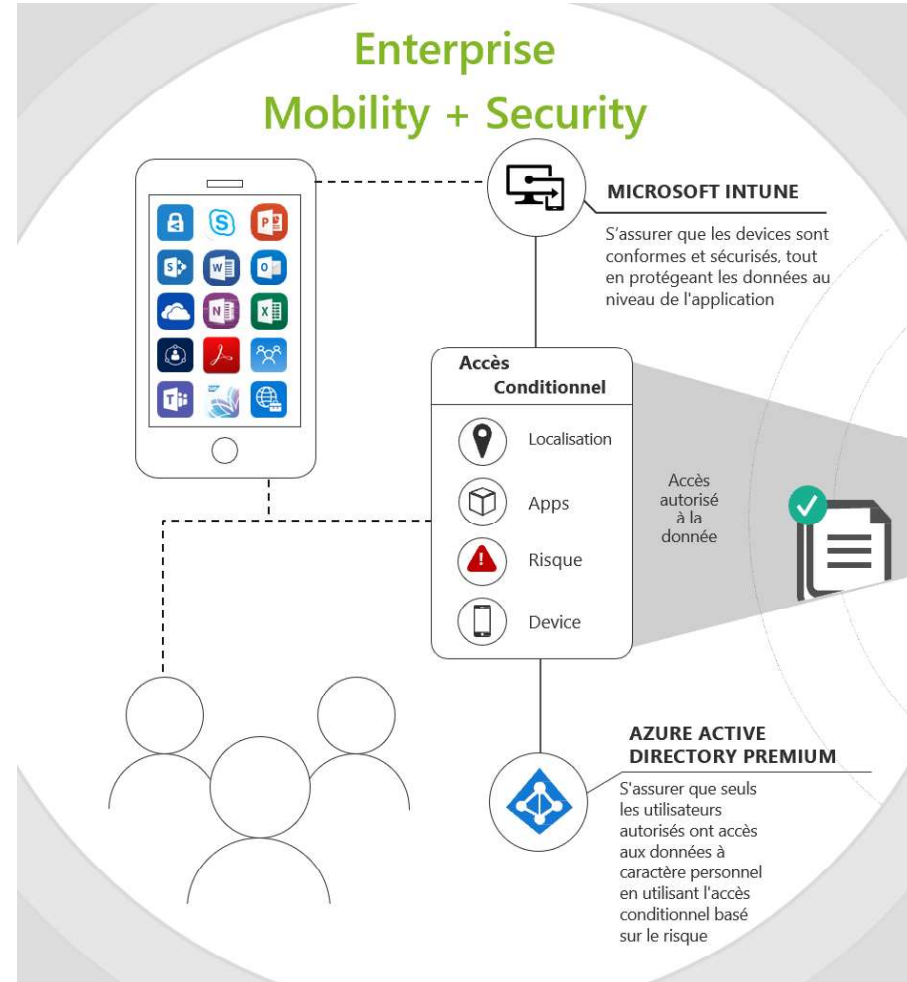 Enterprise
Mobility + Security
MICROSOFT INTUNE
S'assurer que les devices sont
conformes et sécurisés, tout
en protégeant les données au
niveau de l'application
Accès
Conditionnel
Localisation
Apps
Risque
Device
Accès
autorisé
à la
donnée
AZURE ACTIVE
DIRECTORY PREMIUM
S'assurer que seuls
les utilisateurs
autorisés ont accès
aux données à
caractère personnel
en utilisant l'accès
conditionnel basé
sur le risque